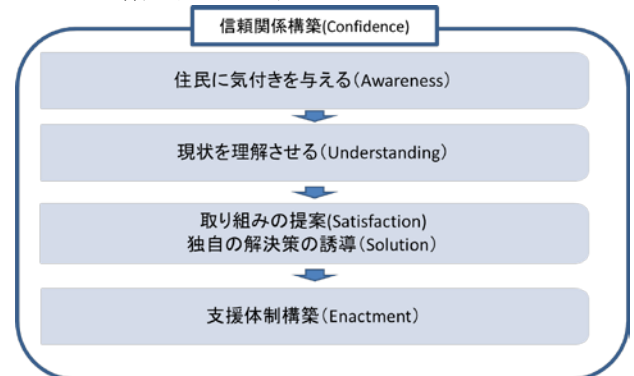 信頼関係構築(Confidence)
住民に気付きを与える(Awareness)
現状を理解させる(Understanding)
取り組みの提案(Satisfaction)
独自の解決策の誘導(Solution)
支援体制構築(Enactment)